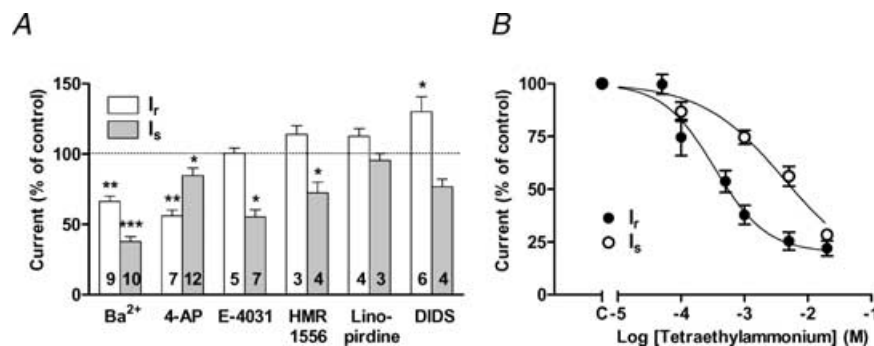 A
B
Current (% of control)
150
100
50
0
Ir
Is
**
***
**
*
*
*
*
9
10
7
12
5
7
3
4
4
3
6
4
Ba2+
4-AP
E-4031
HMR
1556
Lino-
pirdine
DIDS
Current (% of control)
100
75
50
25
0
Ir
Is
C
-5
-4
-3
-2
-1
Log [Tetraethylammonium] (M)